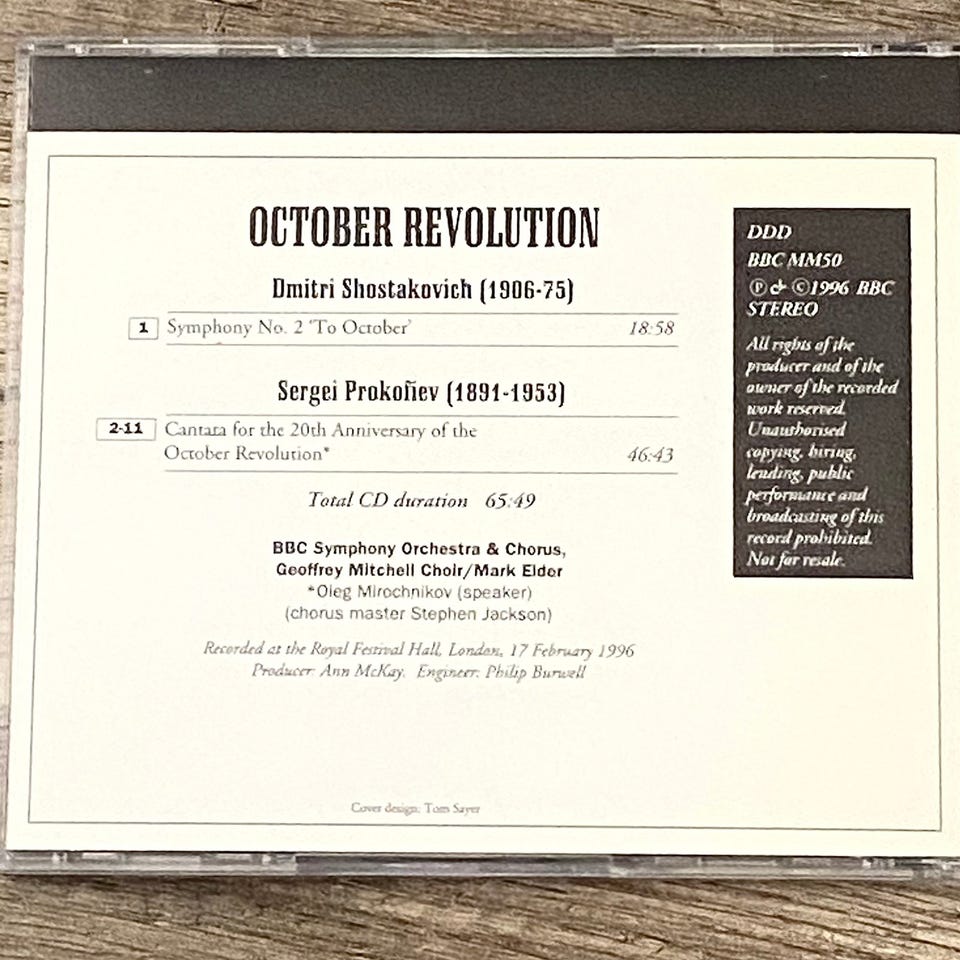 OCTOBER REVOLUTION
Dmitri Shostakovich (1906-75)
1 Symphony No. 2 'To October' 18:58
Sergei Prokofiev (1891-1953)
2-11 Cantata for the 20th Anniversary of the
October Revolution* 46:43
Total CD duration 65:49
BBC Symphony Orchestra & Chorus,
Geoffrey Mitchell Choir/Mark Elder
*Oleg Mirochnikov (speaker)
(chorus master Stephen Jackson)
Recorded at the Royal Festival Hall, London, 17 February 1996
Producer: Ann McKay. Engineer: Philip Burwell
Cover design: Tom Sayer
DDD
BBC MM50
℗ & ©1996 BBC
STEREO
All rights of the
producer and of the
owner of the recorded
work reserved.
Unauthorised
copying, hiring,
lending, public
performance and
broadcasting of this
record prohibited.
Not for resale.